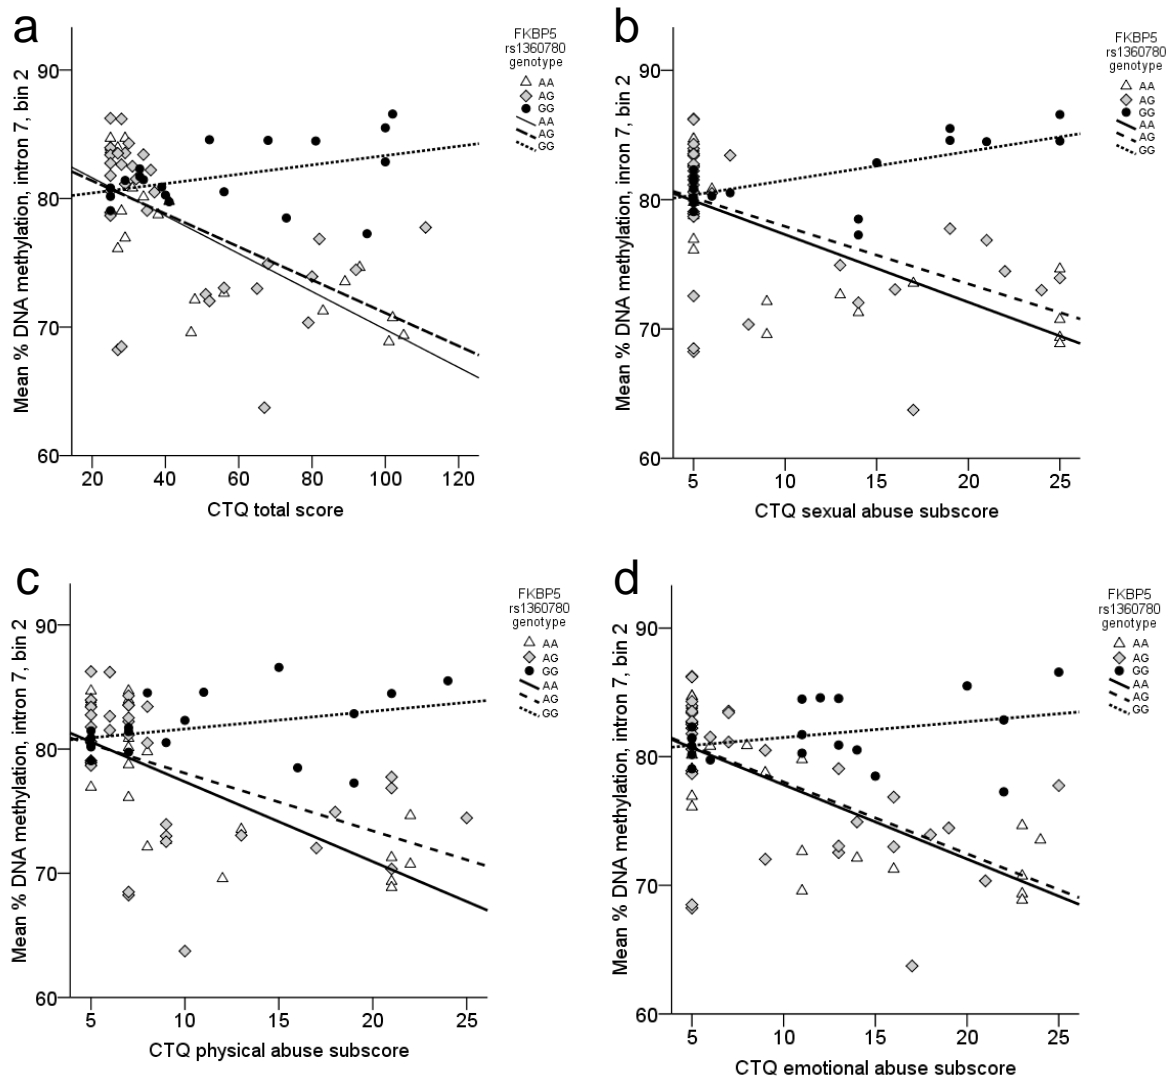 a
Mean % DNA methylation, intron 7, bin 2
90
80
70
60
20 40 60 80 100 120
CTQ total score
FKBP5
rs1360780
genotype
AA
AG
GG
AA
AG
GG
b
Mean % DNA methylation, inron 7, bin 2
90
80
70
60
5 10 15 20 25
CTQ sexual abuse subscore
FKBP5
rs1360780
genotype
AA
AG
GG
AA
AG
GG
c
Mean % DNA methylation, intron 7, bin 2
90
80
70
60
5 10 15 20 25
CTQ physical abuse subscore
FKBP5
rs1360780
genotype
AA
AG
GG
AA
AG
GG
d
Mean % DNA methylation, intron 7, bin 2
90
80
70
60
5 10 15 20 25
CTQ emotional abuse subscore
FKBP5
rs1360780
genotype
AA
AG
GG
AA
AG
GG